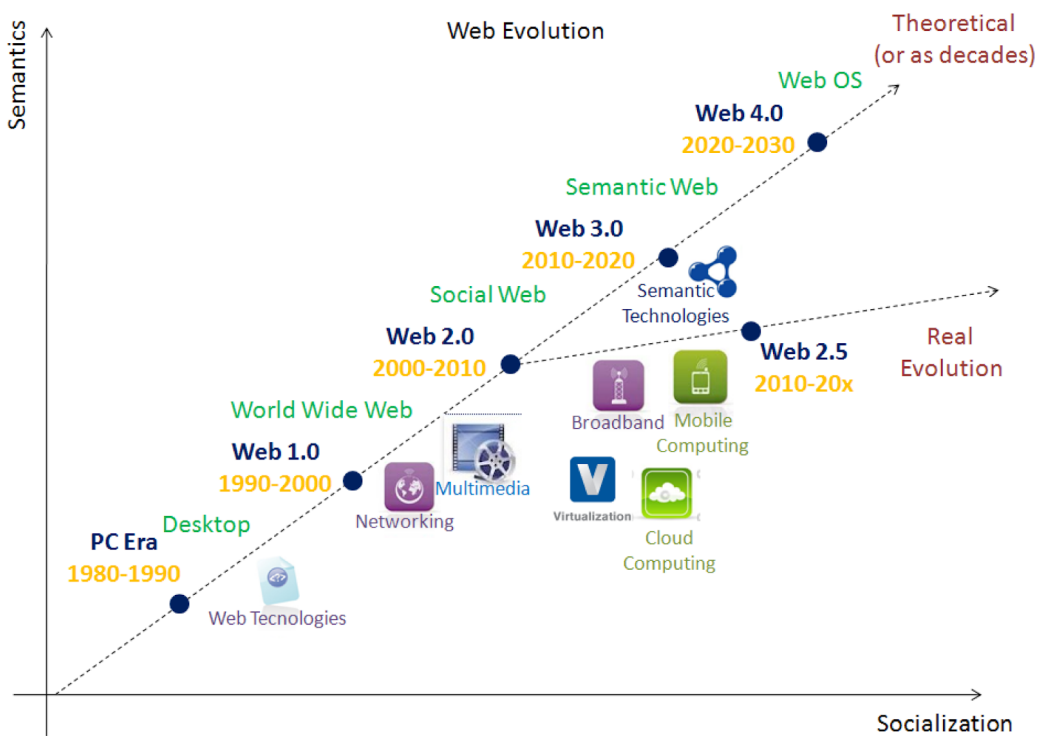 Web Evolution
Semantics
Theoretical
(or as decades)
Web OS
Web 4.0
2020-2030
Semantic Web
Web 3.0
2010-2020
Semantic
Technologies
Social Web
Web 2.0
2000-2010
Web 2.5
2010-20x
Real
Evolution
Broadband
Mobile
Computing
World Wide Web
Web 1.0
1990-2000
Networking
Multimedia
V
Virtualization
Cloud
Computing
Desktop
PC Era
1980-1990
Web Tecnologies
Socialization